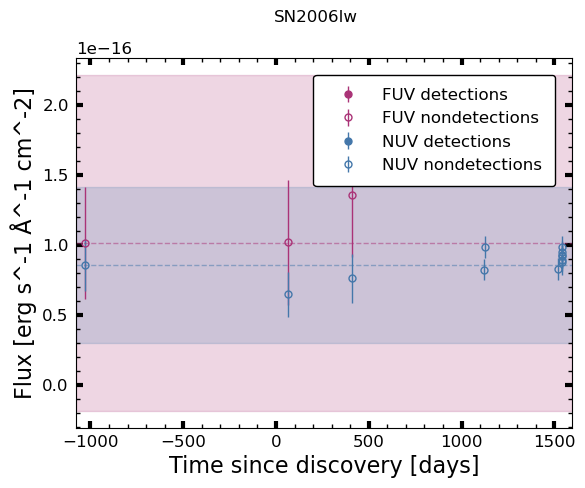 SN2006lw
1e−16
2.0
1.5
1.0
0.5
0.0
Flux [erg s^-1 Å^-1 cm^-2]
FUV detections
FUV nondetections
NUV detections
NUV nondetections
−1000
−500
0
500
1000
1500
Time since discovery [days]